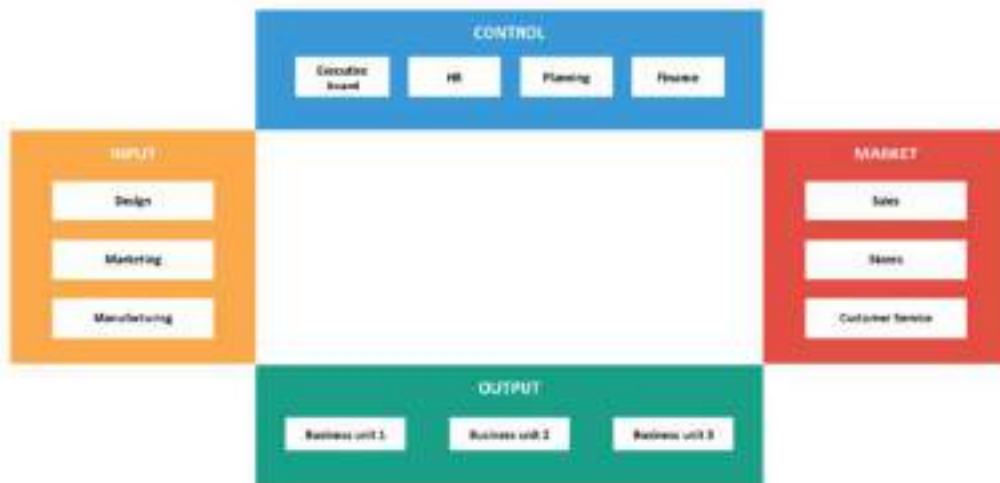 CONTROL
Executive
board
HR
Planning
Finance
INPUT
Design
Marketing
Manufacturing
MARKET
Sales
Stores
Customer Service
OUTPUT
Business unit 1
Business unit 2
Business unit 3